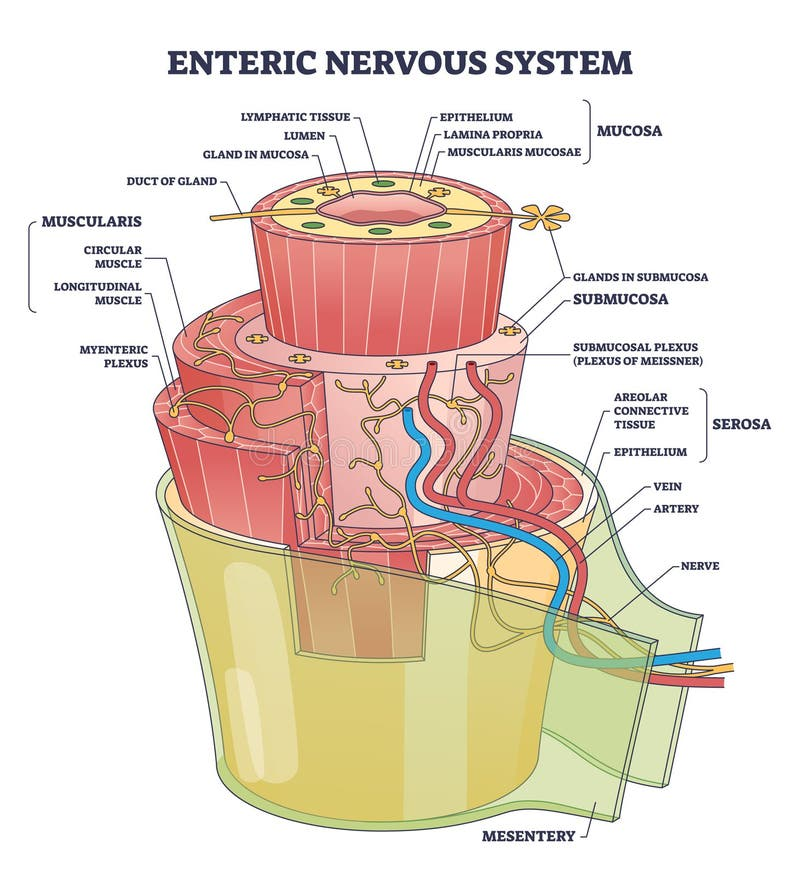 ENTERIC NERVOUS SYSTEM
LYMPHATIC TISSUE
LUMEN
GLAND IN MUCOSA
DUCT OF GLAND
EPITHELIUM
LAMINA PROPRIA
MUSCULARIS MUCOSAE
MUCOSA
MUSCULARIS
CIRCULAR
MUSCLE
LONGITUDINAL
MUSCLE
MYENTERIC
PLEXUS
GLANDS IN SUBMUCOSA
SUBMUCOSA
SUBMUCOSAL PLEXUS
(PLEXUS OF MEISSNER)
AREOLAR
CONNECTIVE
TISSUE
SEROSA
EPITHELIUM
VEIN
ARTERY
NERVE
MESENTERY
dreamstime